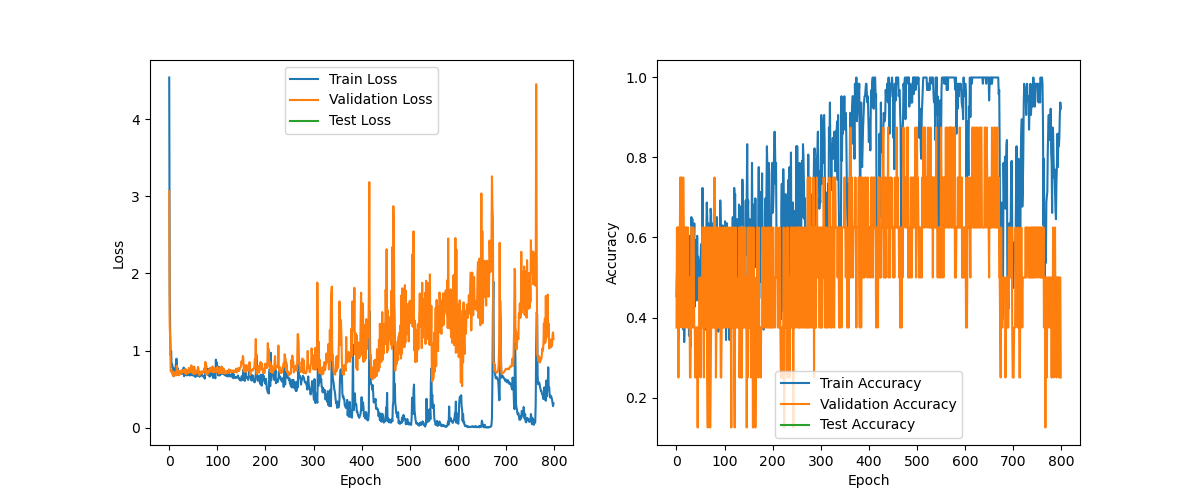 Train Loss
Validation Loss
Test Loss
4
3
2
1
0
Loss
0 100 200 300 400 500 600 700 800
Epoch
1.0
0.8
0.6
0.4
0.2
Accuracy
Train Accuracy
Validation Accuracy
Test Accuracy
0 100 200 300 400 500 600 700 800
Epoch